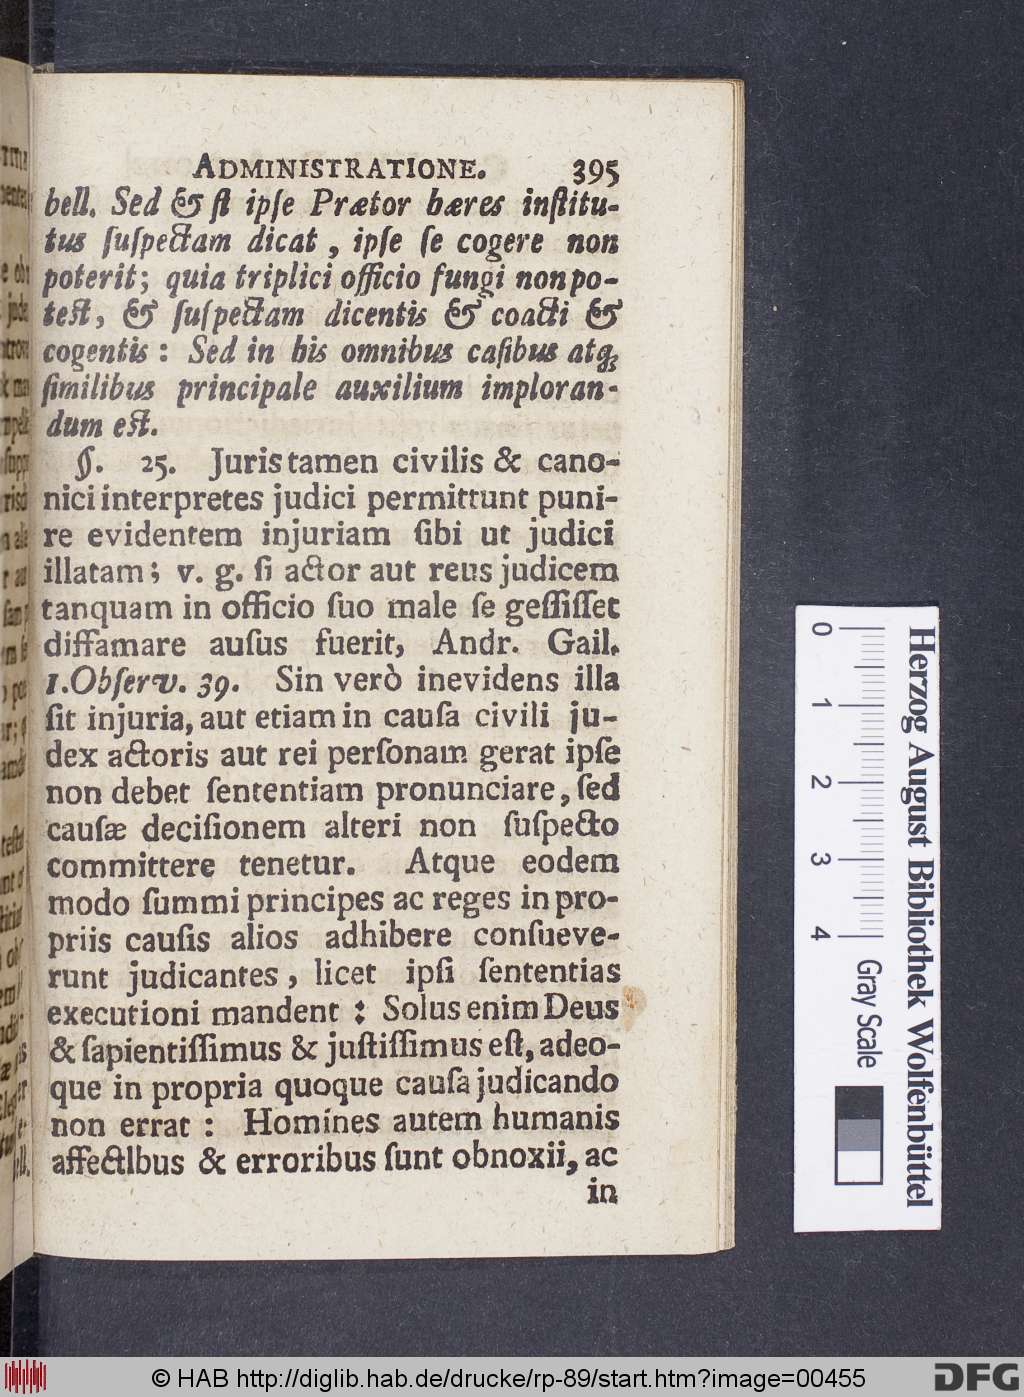 ADMINISTRATIONE. 395
bell. Sed & ſi ipſe Prætor hæres inſtitu-
tus ſuſpectam dicat, ipſe ſe cogere non
poterit; quia triplici officio fungi non po-
test, & ſuſpectam dicentis & coacti &
cogentis: Sed in his omnibus caſibus atq;
ſimilibus principale auxilium imploran-
dum est.
§. 25. Juris tamen civilis & cano-
nici interpretes judici permittunt puni-
re evidentem injuriam ſibi ut judici
illatam; v. g. ſi actor aut reus judicem
tanquam in officio ſuo male ſe geſſiſſet
diffamare auſus fuerit, Andr. Gail.
1. Obſerv. 39. Sin verò inevidens illa
ſit injuria, aut etiam in cauſa civili ju-
dex actoris aut rei perſonam gerat ipſe
non debet ſententiam pronunciare, ſed
cauſæ deciſionem alteri non ſuſpecto
committere tenetur. Atque eodem
modo ſummi principes ac reges in pro-
priis cauſis alios adhibere conſueve-
runt judicantes, licet ipſi ſententias
executioni mandent: Solus enim Deus
& ſapientiſſimus & juſtiſſimus eſt, adeo-
que in propria quoque cauſa judicando
non errat: Homines autem humanis
affectlbus & erroribus ſunt obnoxii, ac
in
0 1 2 3 4
Gray Scale
Herzog August Bibliothek Wolfenbüttel
© HAB http://diglib.hab.de/drucke/rp-89/start.htm?image=00455
DFG